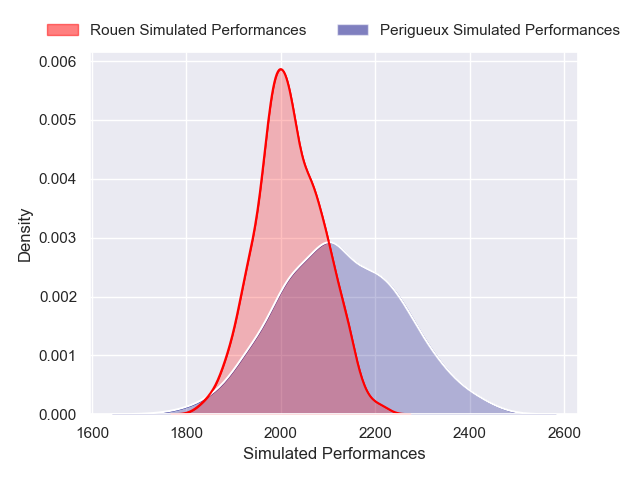 Rouen Simulated Performances Perigueux Simulated Performances
0.006
0.005
0.004
0.003
0.002
0.001
0.000
Density
1600 1800 2000 2200 2400 2600
Simulated Performances